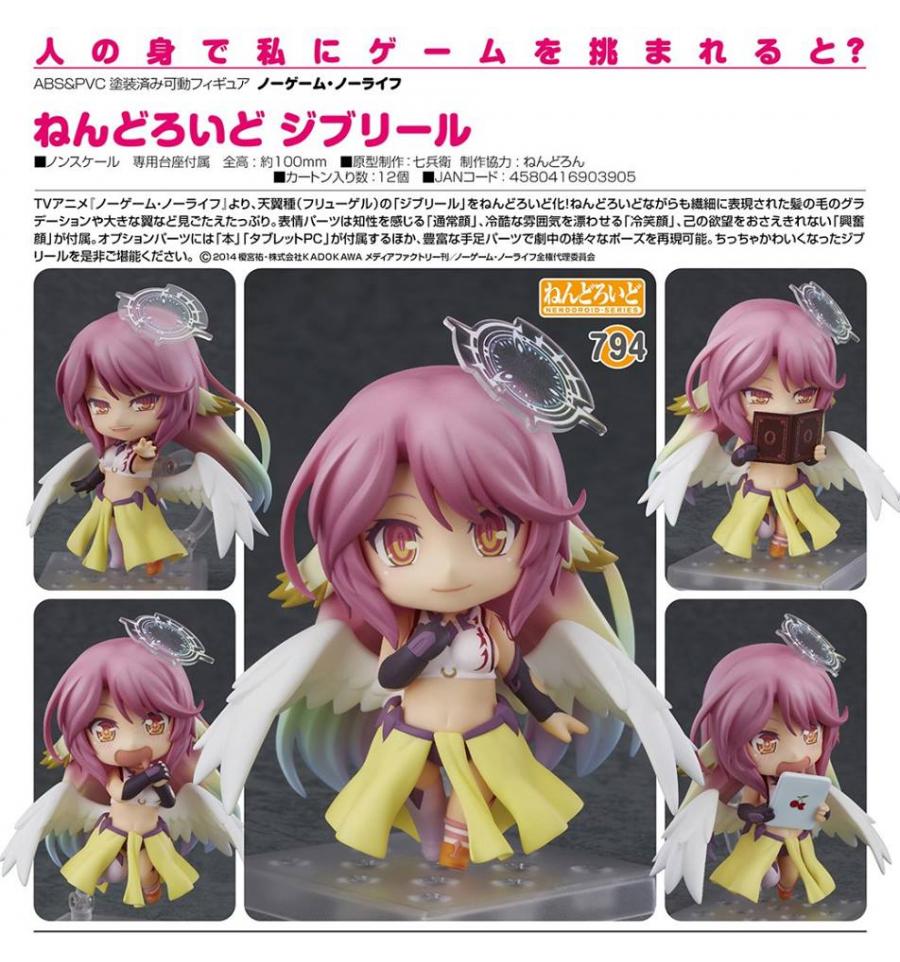 人の身で私にゲームを挑まれると?
ABS&PVC 塗装済み可動フィギュア ノーゲーム・ノーライフ
ねんどろいど ジブリール
■ノンスケール 専用台座付属 全高：約100mm ■原型制作：七兵衛 制作協力：ねんどろん
■カートン入り数：12個 ■JANコード：4580416903905
TVアニメ『ノーゲーム・ノーライフ』より、天翼種（フリューゲル）の「ジブリール」をねんどろいど化!ねんどろいどながらも繊細に表現された髪の毛のグラ
デーションや大きな翼など見ごたえたっぷり。表情パーツは知性を感じる「通常顔」、冷酷な雰囲気を漂わせる「冷笑顔」、己の欲望をおさえきれない「興奮
顔」が付属。オプションパーツには「本」「タブレットPC」が付属するほか、豊富な手足パーツで劇中の様々なポーズを再現可能。ちっちゃかわいくなったジブ
リールを是非ご堪能ください。 ©2014 榎宮祐・株式会社KADOKAWA メディアファクトリー刊／ノーゲーム・ノーライフ全権代理委員会
ねんどろいど
NENDOROID・SERIES
794